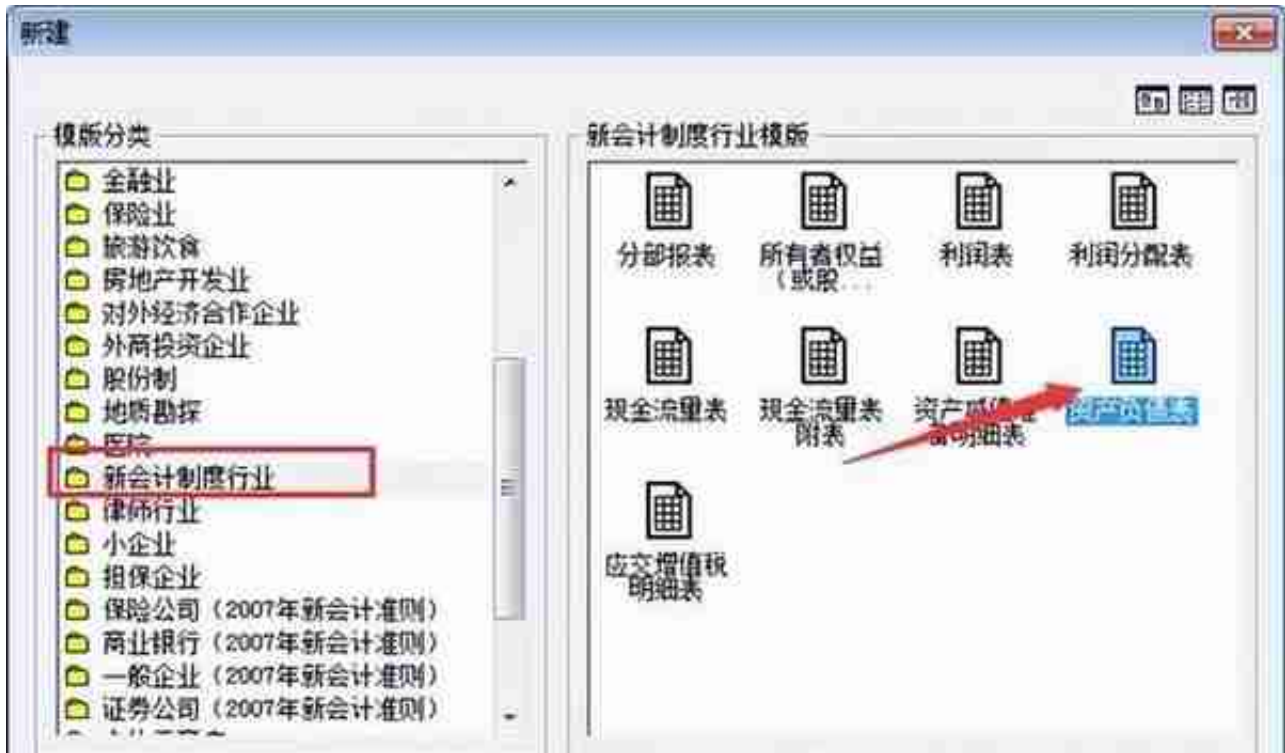 新建
模版分类
金融业
保险业
旅游饮食
房地产开发业
对外经济合作企业
外商投资企业
股份制
地质勘探
医院
新会计制度行业
律师行业
小企业
担保企业
保险公司（2007年新会计准则）
商业银行（2007年新会计准则）
一般企业（2007年新会计准则）
证券公司（2007年新会计准则）
新会计制度行业模版
分部报表
所有者权益
（或股...
利润表
利润分配表
现金流量表
现金流量表
附表
资产减值准
备明细表
资产负债表
应交增值税
明细表